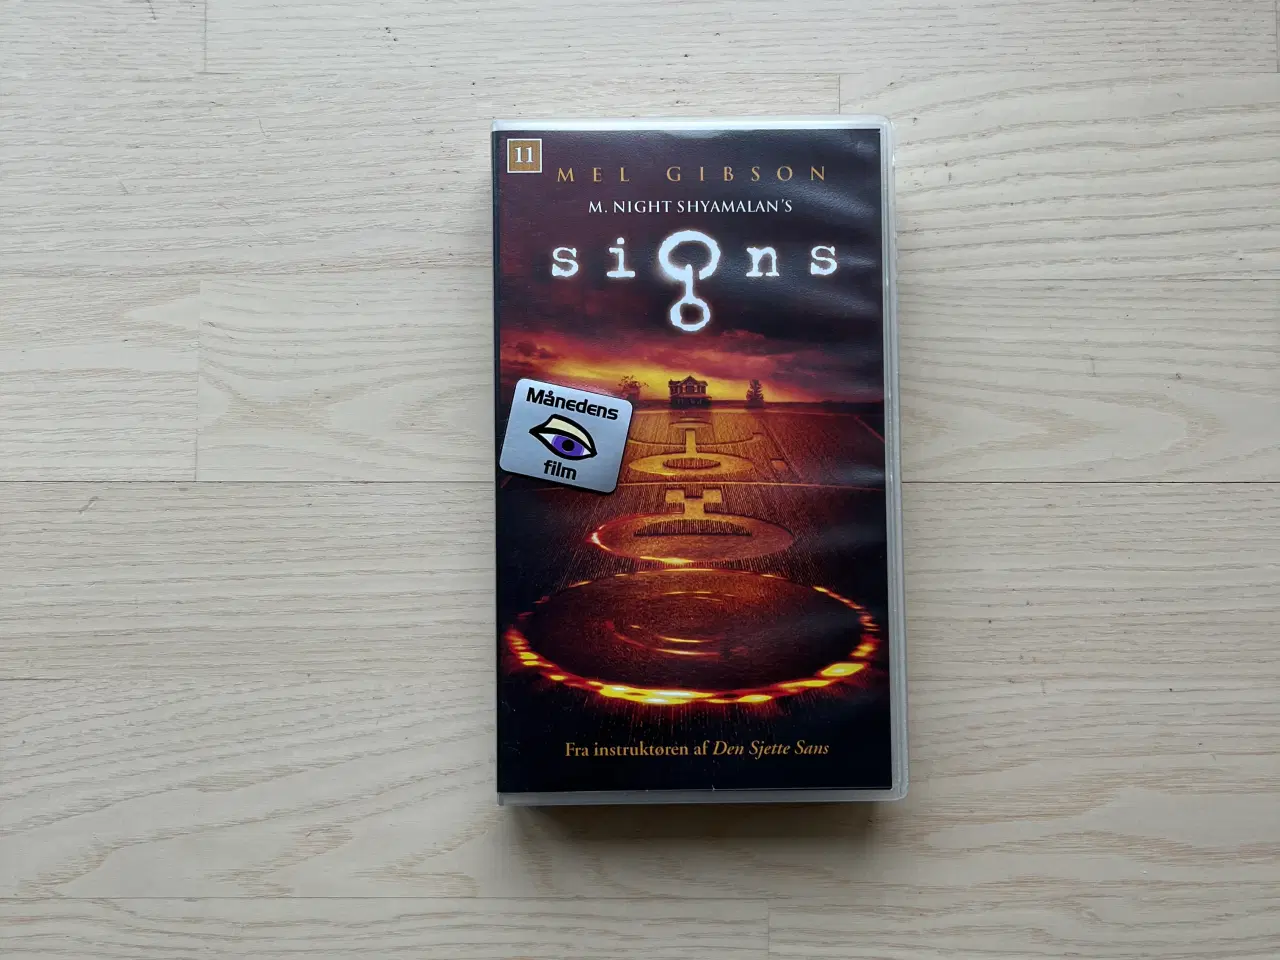 11
MEL GIBSON
M. NIGHT SHYAMALAN'S
signs
Månedens
film
Fra instruktøren af Den Sjette Sans